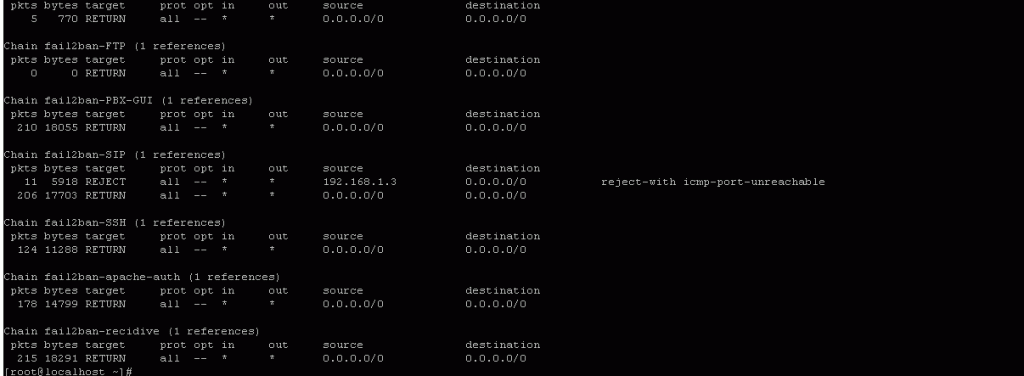 pkts bytes target prot opt in out source destination
5 770 RETURN all -- * * 0.0.0.0/0 0.0.0.0/0
Chain fail2ban-FTP (1 references)
pkts bytes target prot opt in out source destination
0 0 RETURN all -- * * 0.0.0.0/0 0.0.0.0/0
Chain fail2ban-PBX-GUI (1 references)
pkts bytes target prot opt in out source destination
210 18055 RETURN all -- * * 0.0.0.0/0 0.0.0.0/0
Chain fail2ban-SIP (1 references)
pkts bytes target prot opt in out source destination
11 5918 REJECT all -- * * 192.168.1.3 0.0.0.0/0 reject-with icmp-port-unreachable
206 17703 RETURN all -- * * 0.0.0.0/0 0.0.0.0/0
Chain fail2ban-SSH (1 references)
pkts bytes target prot opt in out source destination
124 11288 RETURN all -- * * 0.0.0.0/0 0.0.0.0/0
Chain fail2ban-apache-auth (1 references)
pkts bytes target prot opt in out source destination
178 14799 RETURN all -- * * 0.0.0.0/0 0.0.0.0/0
Chain fail2ban-recidive (1 references)
pkts bytes target prot opt in out source destination
215 18291 RETURN all -- * * 0.0.0.0/0 0.0.0.0/0
[root@localhost ~]#